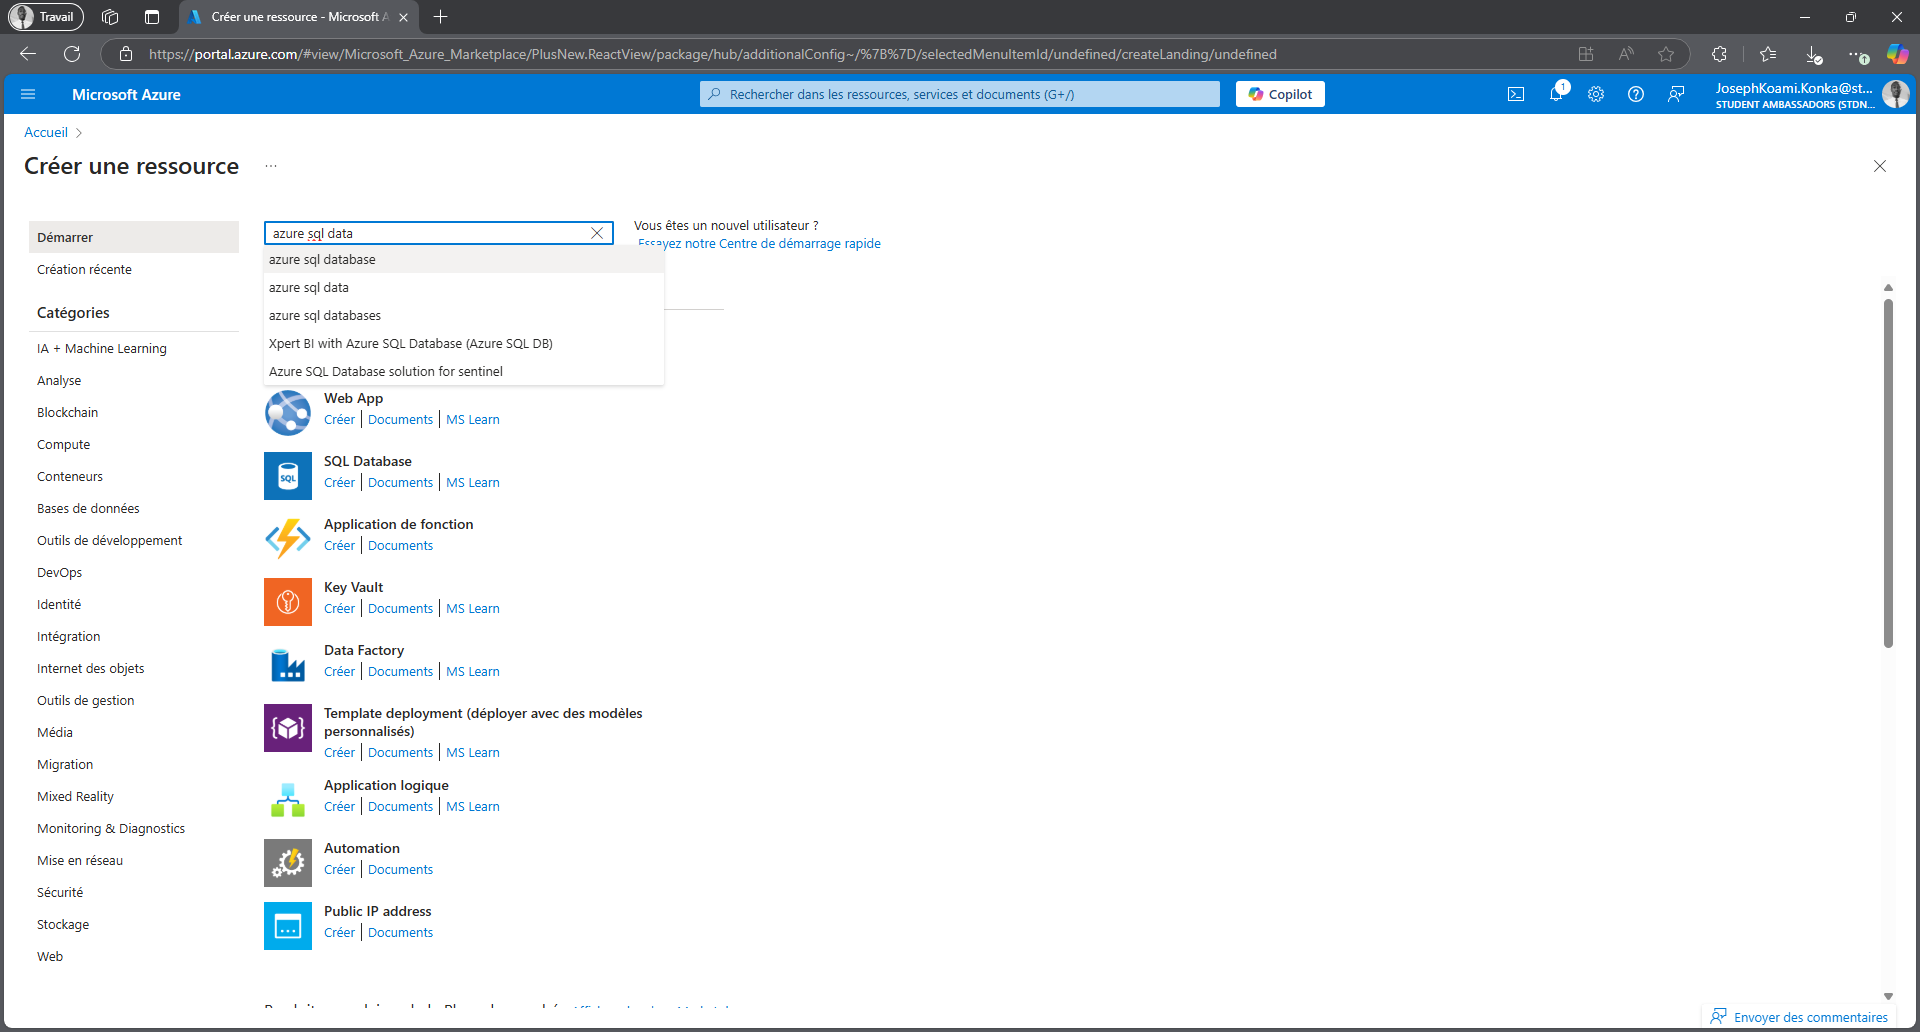 Travail
Créer une ressource - Microsoft A
https://portal.azure.com/#view/Microsoft_Azure_Marketplace/PlusNew.ReactView/package/hub/additionalConfig~/%7B%7D/selectedMenuItemId/undefined/createLanding/undefined
Microsoft Azure
Rechercher dans les ressources, services et documents (G+/)
Copilot
1
JosephKoami.Konka@st...
STUDENT AMBASSADORS (STDN...
Accueil
Créer une ressource
...
Démarrer
Création récente
Catégories
IA + Machine Learning
Analyse
Blockchain
Compute
Conteneurs
Bases de données
Outils de développement
DevOps
Identité
Intégration
Internet des objets
Outils de gestion
Média
Migration
Mixed Reality
Monitoring & Diagnostics
Mise en réseau
Sécurité
Stockage
Web
azure sql data
azure sql database
azure sql data
azure sql databases
Xpert BI with Azure SQL Database (Azure SQL DB)
Azure SQL Database solution for sentinel
Vous êtes un nouvel utilisateur ?
Essayez notre Centre de démarrage rapide
Web App
Créer | Documents | MS Learn
SQL
SQL Database
Créer | Documents | MS Learn
Application de fonction
Créer | Documents
Key Vault
Créer | Documents | MS Learn
Data Factory
Créer | Documents | MS Learn
Template deployment (déployer avec des modèles
personnalisés)
Créer | Documents | MS Learn
Application logique
Créer | Documents | MS Learn
Automation
Créer | Documents
Public IP address
Créer | Documents
Envoyer des commentaires